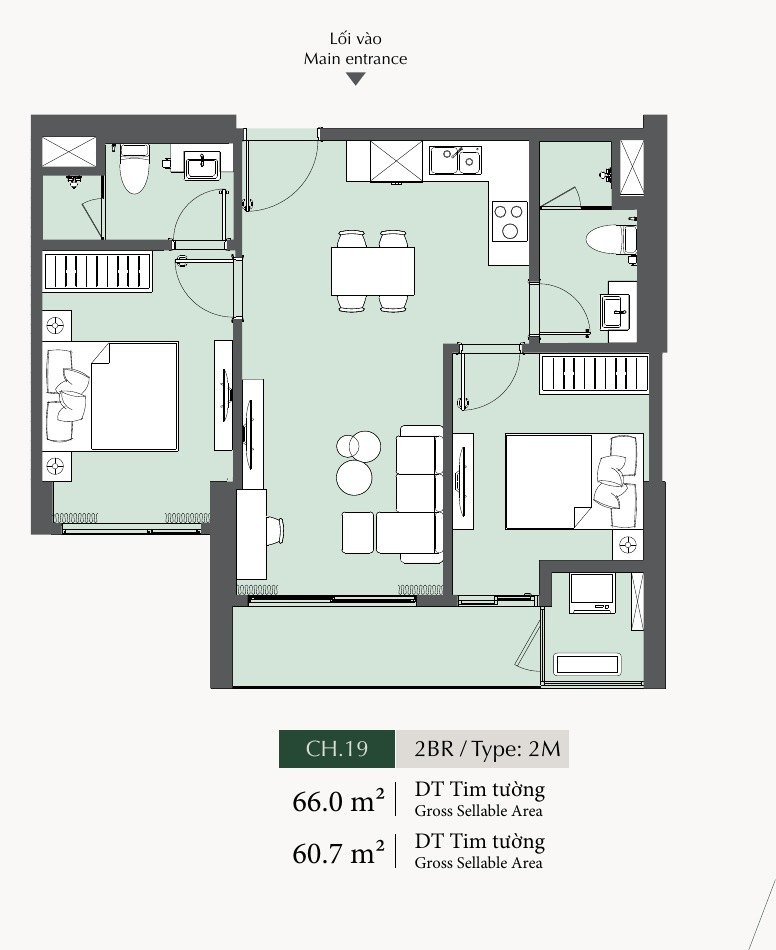 Lối vào
Main entrance
CH.19
2BR / Type: 2M
66.0 m²
DT Tim tường
Gross Sellable Area
60.7 m²
DT Tim tường
Gross Sellable Area